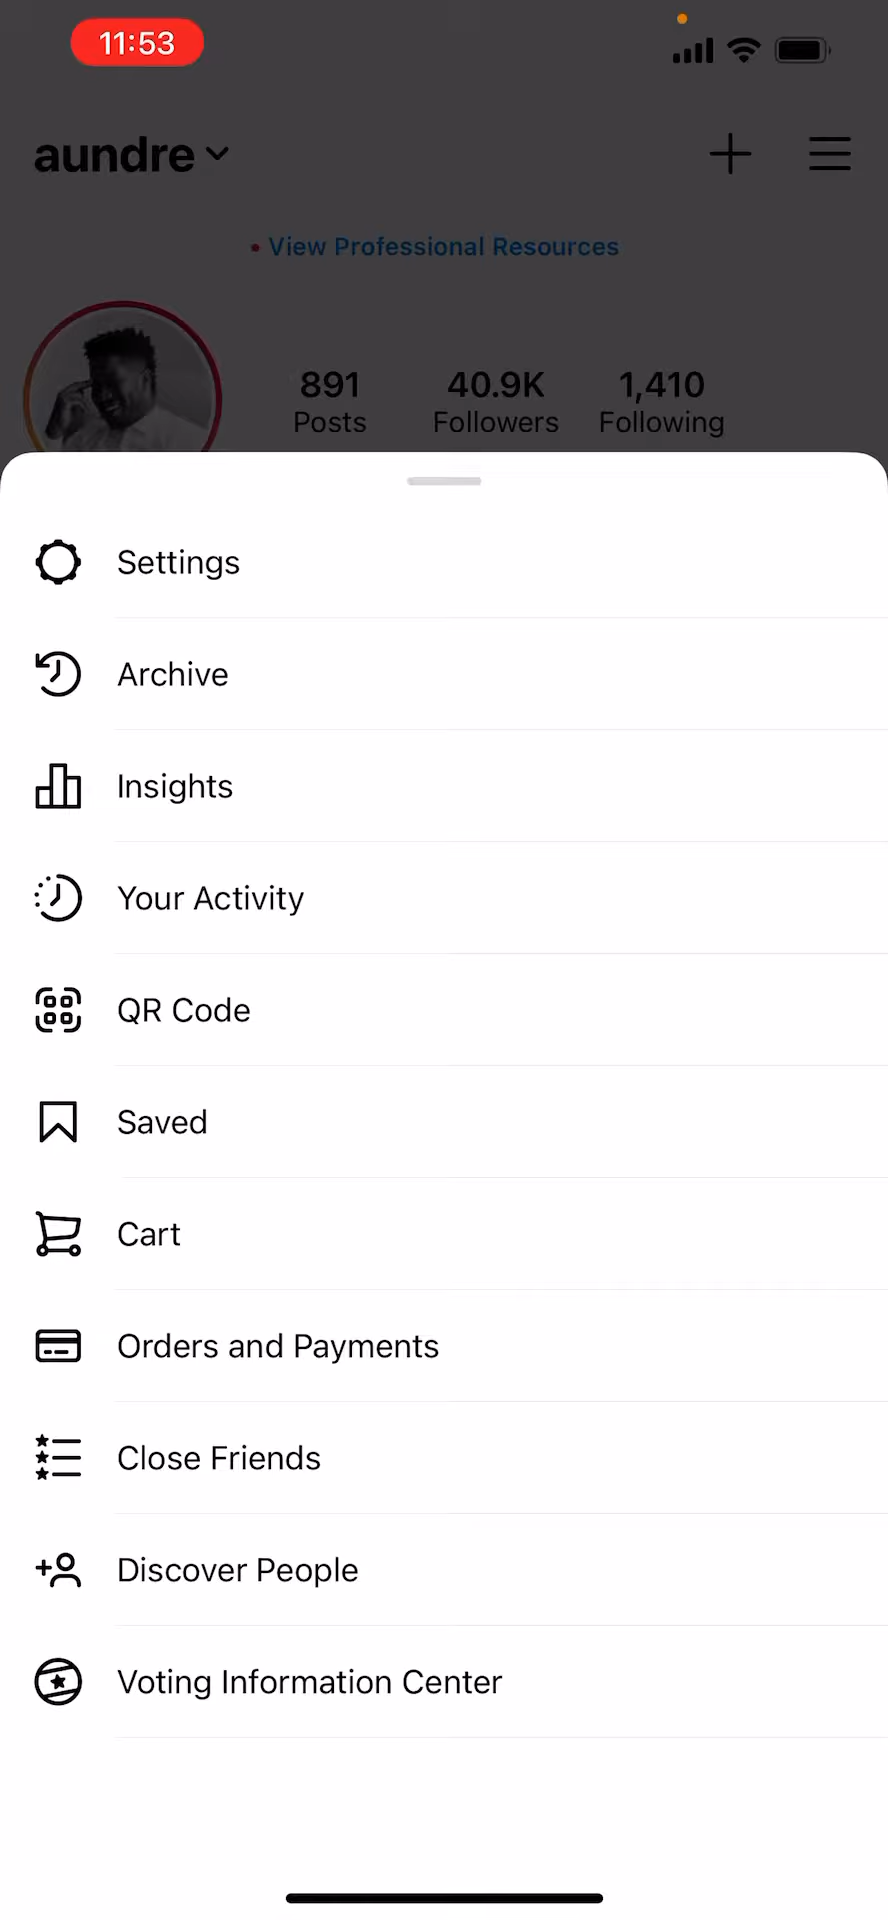 11:53
aundre
View Professional Resources
891 40.9K 1,410
Posts Followers Following
Settings
Archive
Insights
Your Activity
QR Code
Saved
Cart
Orders and Payments
Close Friends
Discover People
Voting Information Center